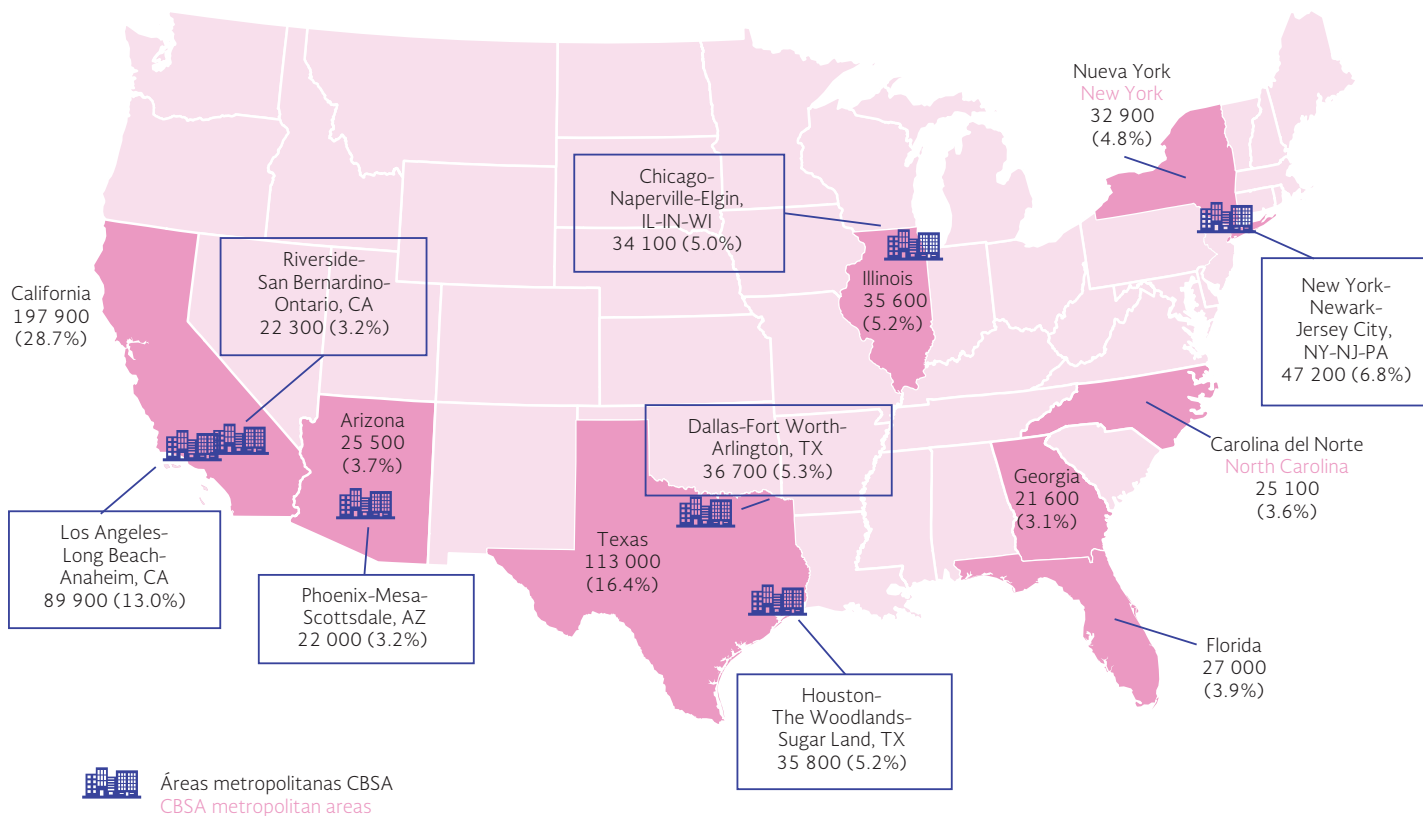 Nueva York
New York
32 900
(4.8%)
Chicago-
Naperville-Elgin,
IL-IN-WI
34 100 (5.0%)
Riverside-
San Bernardino-
Ontario, CA
22 300 (3.2%)
California
197 900
(28.7%)
Illinois
35 600
(5.2%)
New York-
Newark-
Jersey City,
NY-NJ-PA
47 200 (6.8%)
Arizona
25 500
(3.7%)
Dallas-Fort Worth-
Arlington, TX
36 700 (5.3%)
Carolina del Norte
North Carolina
25 100
(3.6%)
Georgia
21 600
(3.1%)
Los Angeles-
Long Beach-
Anaheim, CA
89 900 (13.0%)
Texas
113 000
(16.4%)
Phoenix-Mesa-
Scottsdale, AZ
22 000 (3.2%)
Florida
27 000
(3.9%)
Houston-
The Woodlands-
Sugar Land, TX
35 800 (5.2%)
Áreas metropolitanas CBSA
CBSA metropolitan areas